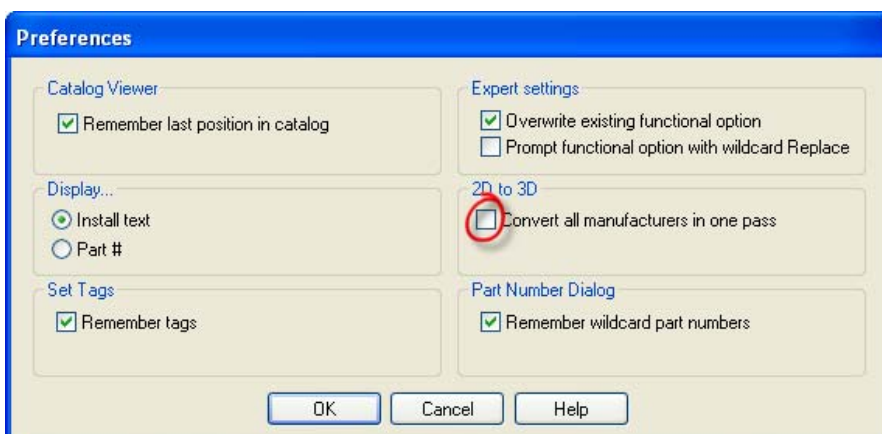 Preferences
Catalog Viewer
Remember last position in catalog
Expert settings
Overwrite existing functional option
Prompt functional option with wildcard Replace
Display...
Install text
Part #
2D to 3D
Convert all manufacturers in one pass
Set Tags
Remember tags
Part Number Dialog
Remember wildcard part numbers
OK
Cancel
Help